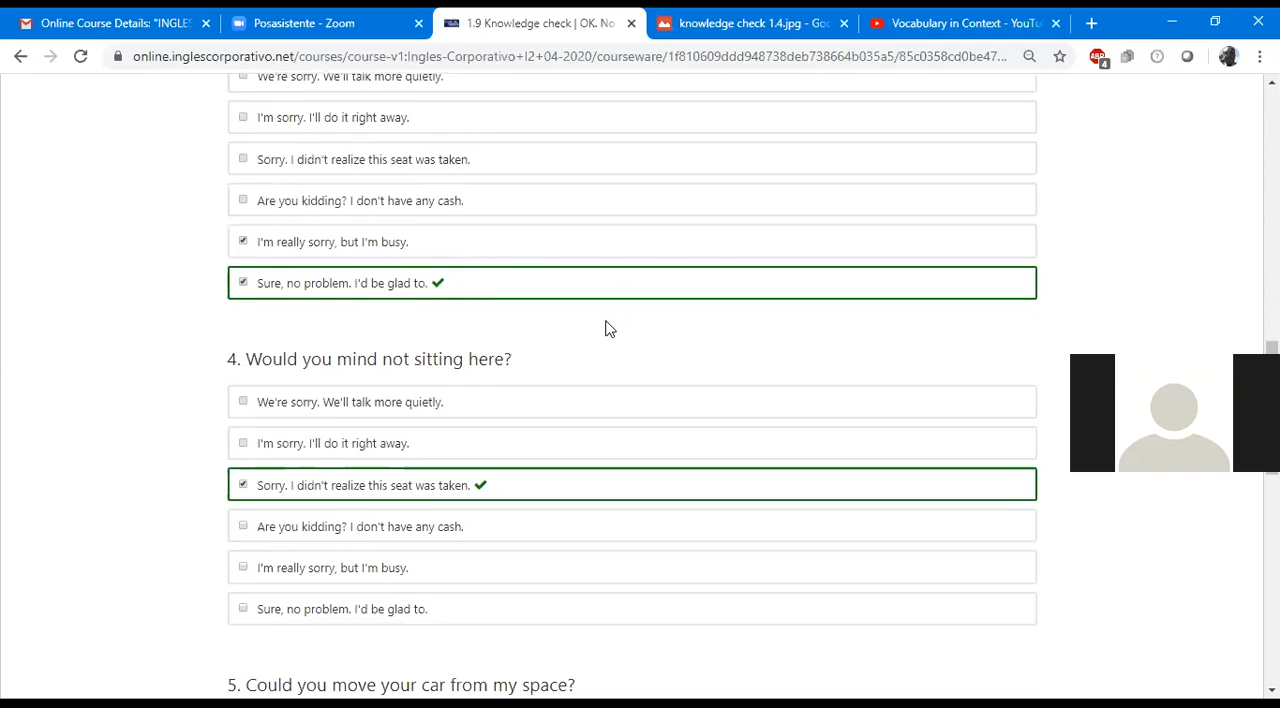 Online Course Details: "INGLES
Posasistente - Zoom
1.9 Knowledge check | OK. No
knowledge check 1.4.jpg - Goo
Vocabulary in Context - YouTu
online.inglescorporativo.net/courses/course-v1:Ingles-Corporativo+I2+04-2020/courseware/1f810609ddd948738deb738664b035a5/85c0358cd0be47...
4
We're sorry. We'll talk more quietly.
I'm sorry. I'll do it right away.
Sorry. I didn't realize this seat was taken.
Are you kidding? I don't have any cash.
I'm really sorry, but I'm busy.
Sure, no problem. I'd be glad to.
4. Would you mind not sitting here?
We're sorry. We'll talk more quietly.
I'm sorry. I'll do it right away.
Sorry. I didn't realize this seat was taken.
Are you kidding? I don't have any cash.
I'm really sorry, but I'm busy.
Sure, no problem. I'd be glad to.
5. Could you move your car from my space?